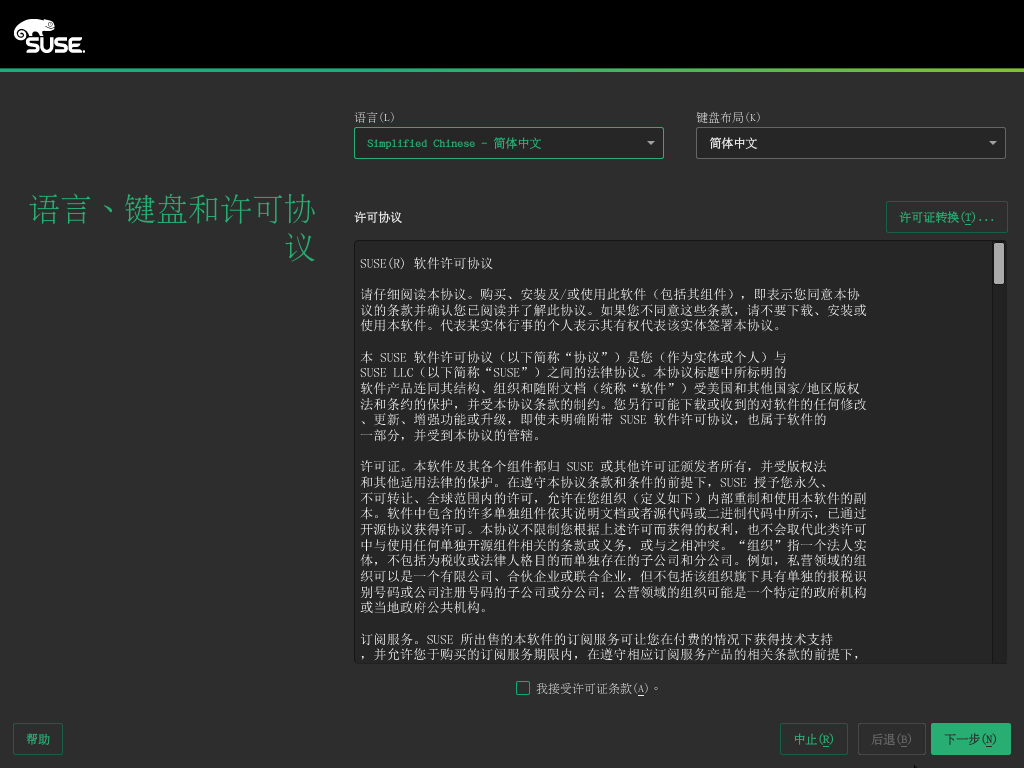 SUSE
语言(L)
键盘布局(K)
Simplified Chinese - 简体中文
简体中文
语言、键盘和许可协
议
许可协议
许可证转换(T)...
SUSE(R) 软件许可协议
请仔细阅读本协议。购买、安装及/或使用此软件（包括其组件），即表示您同意本协
议的条款并确认您已阅读并了解此协议。如果您不同意这些条款，请不要下载、安装或
使用本软件。代表某实体行事的个人表示其有权代表该实体签署本协议。
本 SUSE 软件许可协议（以下简称“协议”）是您（作为实体或个人）与
SUSE LLC（以下简称“SUSE”）之间的法律协议。本协议标题中所标明的
软件产品连同其结构、组织和随附文档（统称“软件”）受美国和其他国家/地区版权
法和条约的保护，并受本协议条款的制约。您另行可能下载或收到的对软件的任何修改
、更新、增强功能或升级，即使未明确附带 SUSE 软件许可协议，也属于软件的
一部分，并受到本协议的管辖。
许可证。本软件及其各个组件都归 SUSE 或其他许可证颁发者所有，并受版权法
和其他适用法律的保护。在遵守本协议条款和条件的前提下，SUSE 授予您永久、
不可转让、全球范围内的许可，允许在您组织（定义如下）内部重制和使用本软件的副
本。软件中包含的许多单独组件依其说明文档或者源代码或二进制代码中所示，已通过
开源协议获得许可。本协议不限制您根据上述许可而获得的权利，也不会取代此类许可
中与使用任何单独开源组件相关的条款或义务，或与之相冲突。“组织”指一个法人实
体，不包括为税收或法律人格目的而单独存在的子公司和分公司。例如，私营领域的组
织可以是一个有限公司、合伙企业或联合企业，但不包括该组织旗下具有单独的报税识
别号码或公司注册号码的子公司或分公司；公营领域的组织可能是一个特定的政府机构
或当地政府公共机构。
订阅服务。SUSE 所出售的本软件的订阅服务可让您在付费的情况下获得技术支持
，并允许您于购买的订阅服务期限内，在遵守相应订阅服务产品的相关条款的前提下，
我接受许可证条款(A)。
帮助
中止(R)
后退(B)
下一步(N)